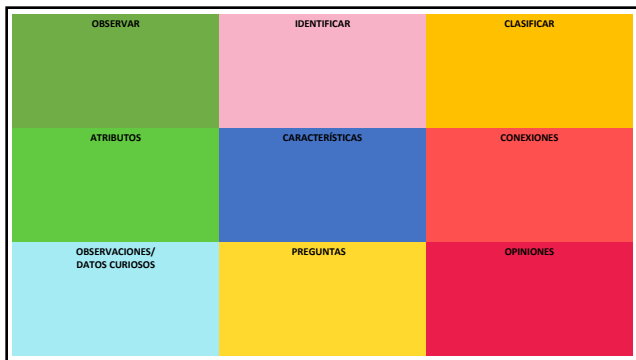 OBSERVAR
IDENTIFICAR
CLASIFICAR
ATRIBUTOS
CARACTERÍSTICAS
CONEXIONES
OBSERVACIONES/
DATOS CURIOSOS
PREGUNTAS
OPINIONES